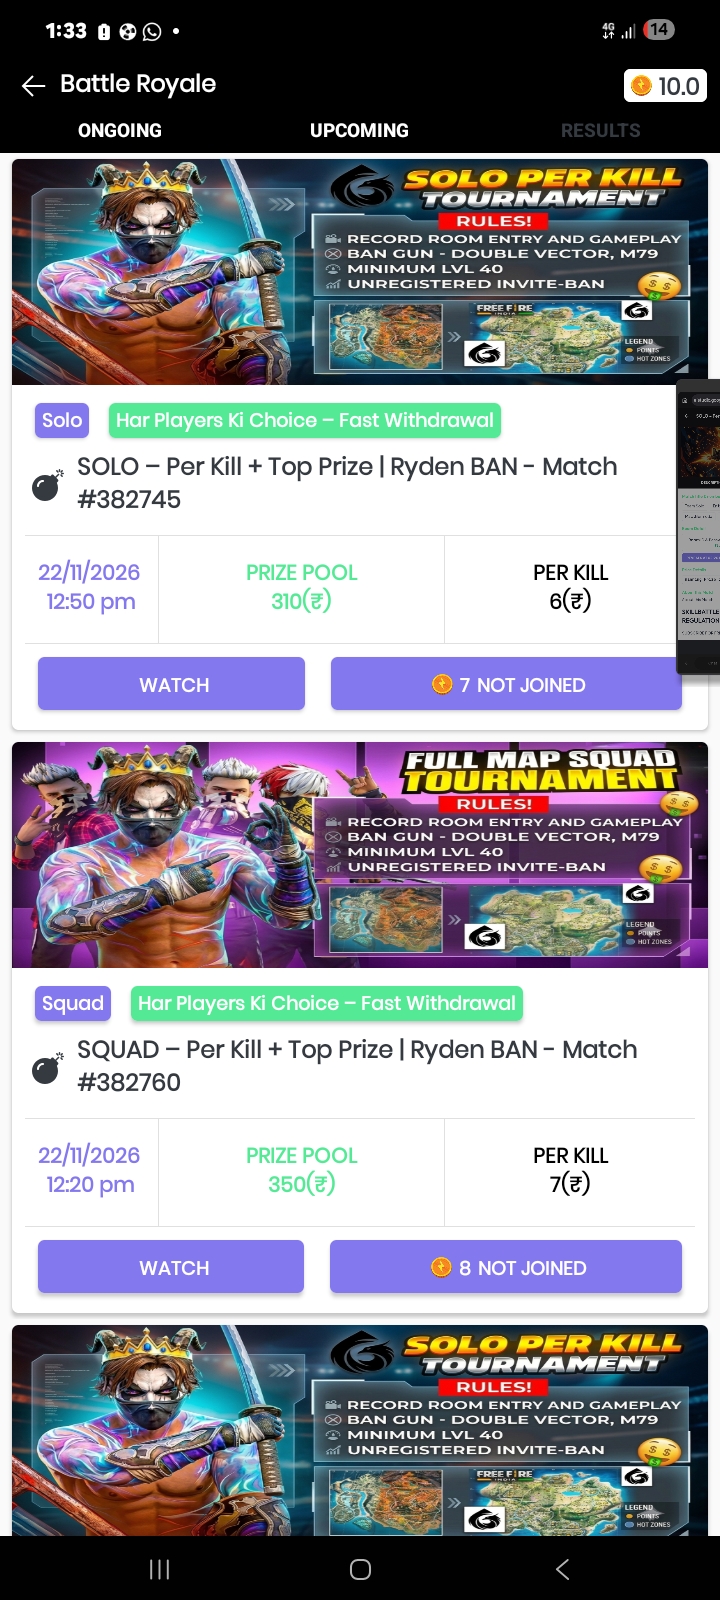 1:33
4G
14
Battle Royale
10.0
ONGOING
UPCOMING
RESULTS
SOLO PER KILL
TOURNAMENT
RULES!
RECORD ROOM ENTRY AND GAMEPLAY
BAN GUN - DOUBLE VECTOR, M79
MINIMUM LVL 40
UNREGISTERED INVITE-BAN
FREE FIRE
INDIA
LEGEND
POINTS
HOT ZONES
Solo
Har Players Ki Choice – Fast Withdrawal
SOLO – Per Kill + Top Prize | Ryden BAN - Match
#382745
22/11/2026
12:50 pm
PRIZE POOL
310(₹)
PER KILL
6(₹)
WATCH
7 NOT JOINED
SKILLBATTLE
REGULATION
FULL MAP SQUAD
TOURNAMENT
RULES!
RECORD ROOM ENTRY AND GAMEPLAY
BAN GUN - DOUBLE VECTOR, M79
MINIMUM LVL 40
UNREGISTERED INVITE-BAN
LEGEND
POINTS
HOT ZONES
Squad
Har Players Ki Choice – Fast Withdrawal
SQUAD – Per Kill + Top Prize | Ryden BAN - Match
#382760
22/11/2026
12:20 pm
PRIZE POOL
350(₹)
PER KILL
7(₹)
WATCH
8 NOT JOINED
SOLO PER KILL
TOURNAMENT
RULES!
RECORD ROOM ENTRY AND GAMEPLAY
BAN GUN - DOUBLE VECTOR, M79
MINIMUM LVL 40
UNREGISTERED INVITE-BAN
FREE FIRE
INDIA
LEGEND
POINTS
HOT ZONES